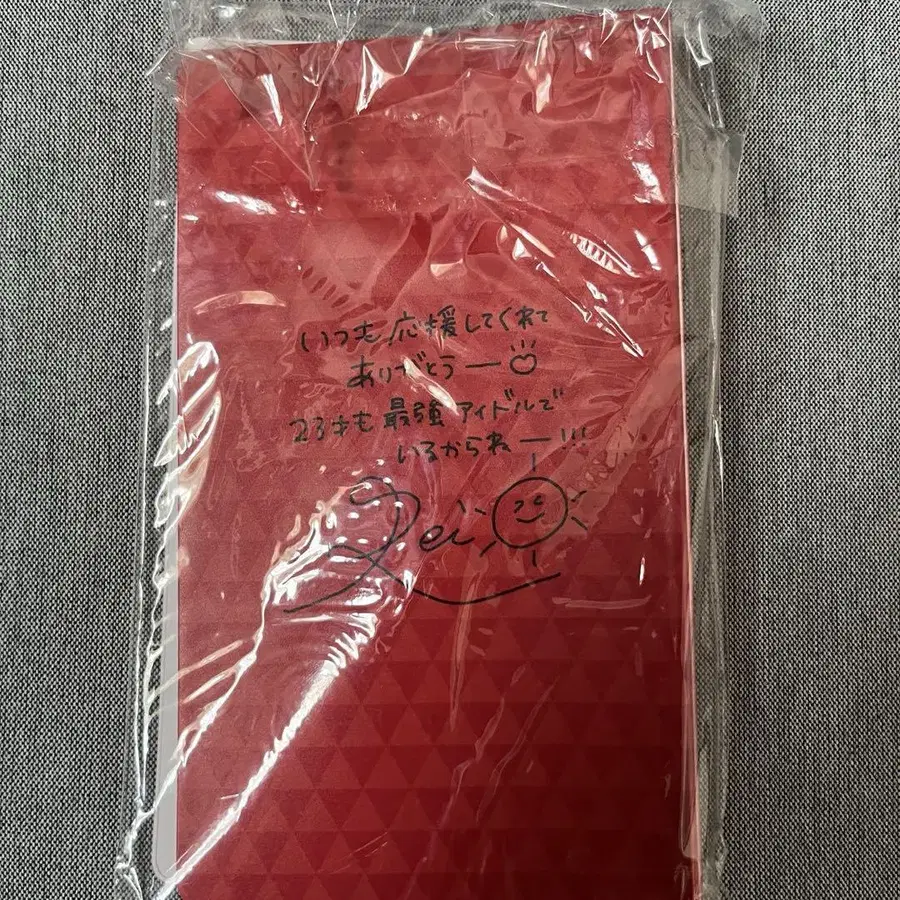 いつも応援してくれて
ありがとうー
23才も最強アイドルで
いるからねー!!!
Rei